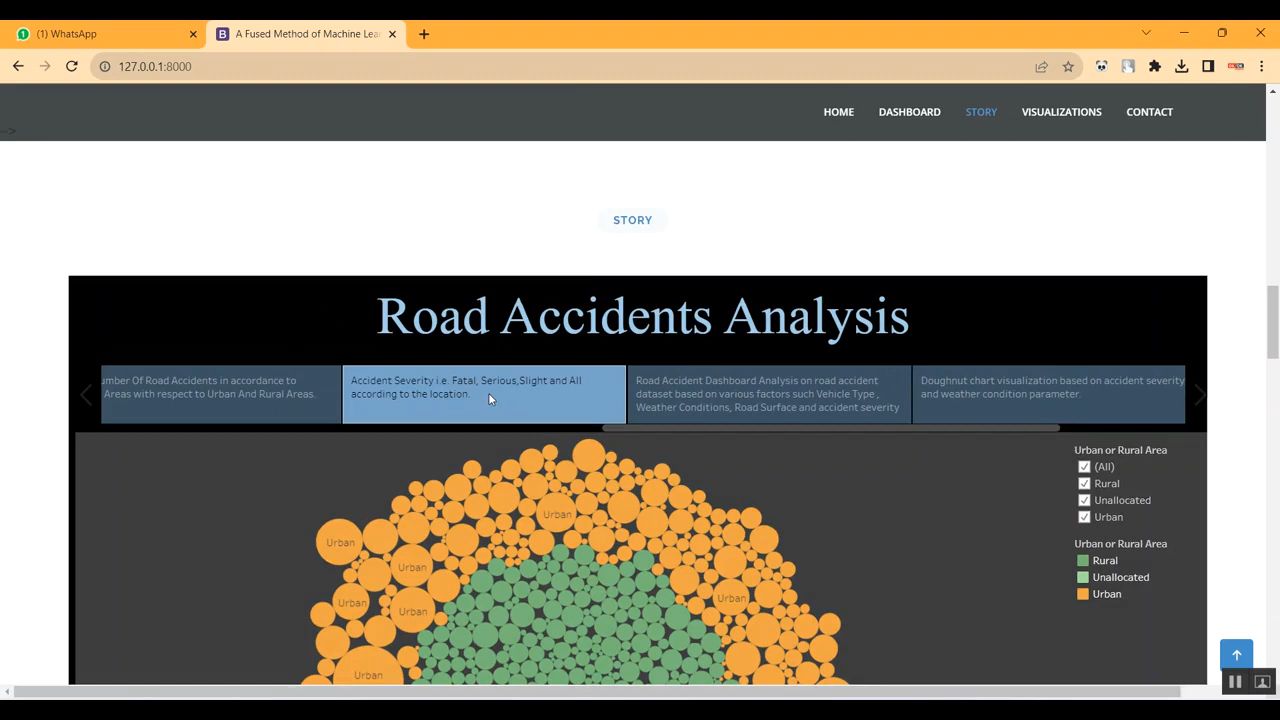 (1) WhatsApp
A Fused Method of Machine Lea
127.0.0.1:8000
HOME DASHBOARD STORY VISUALIZATIONS CONTACT
-->
STORY
Road Accidents Analysis
umber Of Road Accidents in accordance to
Areas with respect to Urban And Rural Areas.
Accident Severity i.e. Fatal, Serious,Slight and All
according to the location.
Road Accident Dashboard Analysis on road accident
dataset based on various factors such Vehicle Type ,
Weather Conditions, Road Surface and accident severity
Doughnut chart visualization based on accident severity
and weather condition parameter.
Urban or Rural Area
(All)
Rural
Unallocated
Urban
Urban or Rural Area
Rural
Unallocated
Urban
Urban
Urban
Urban
Urban
Urban
Urban
Urban